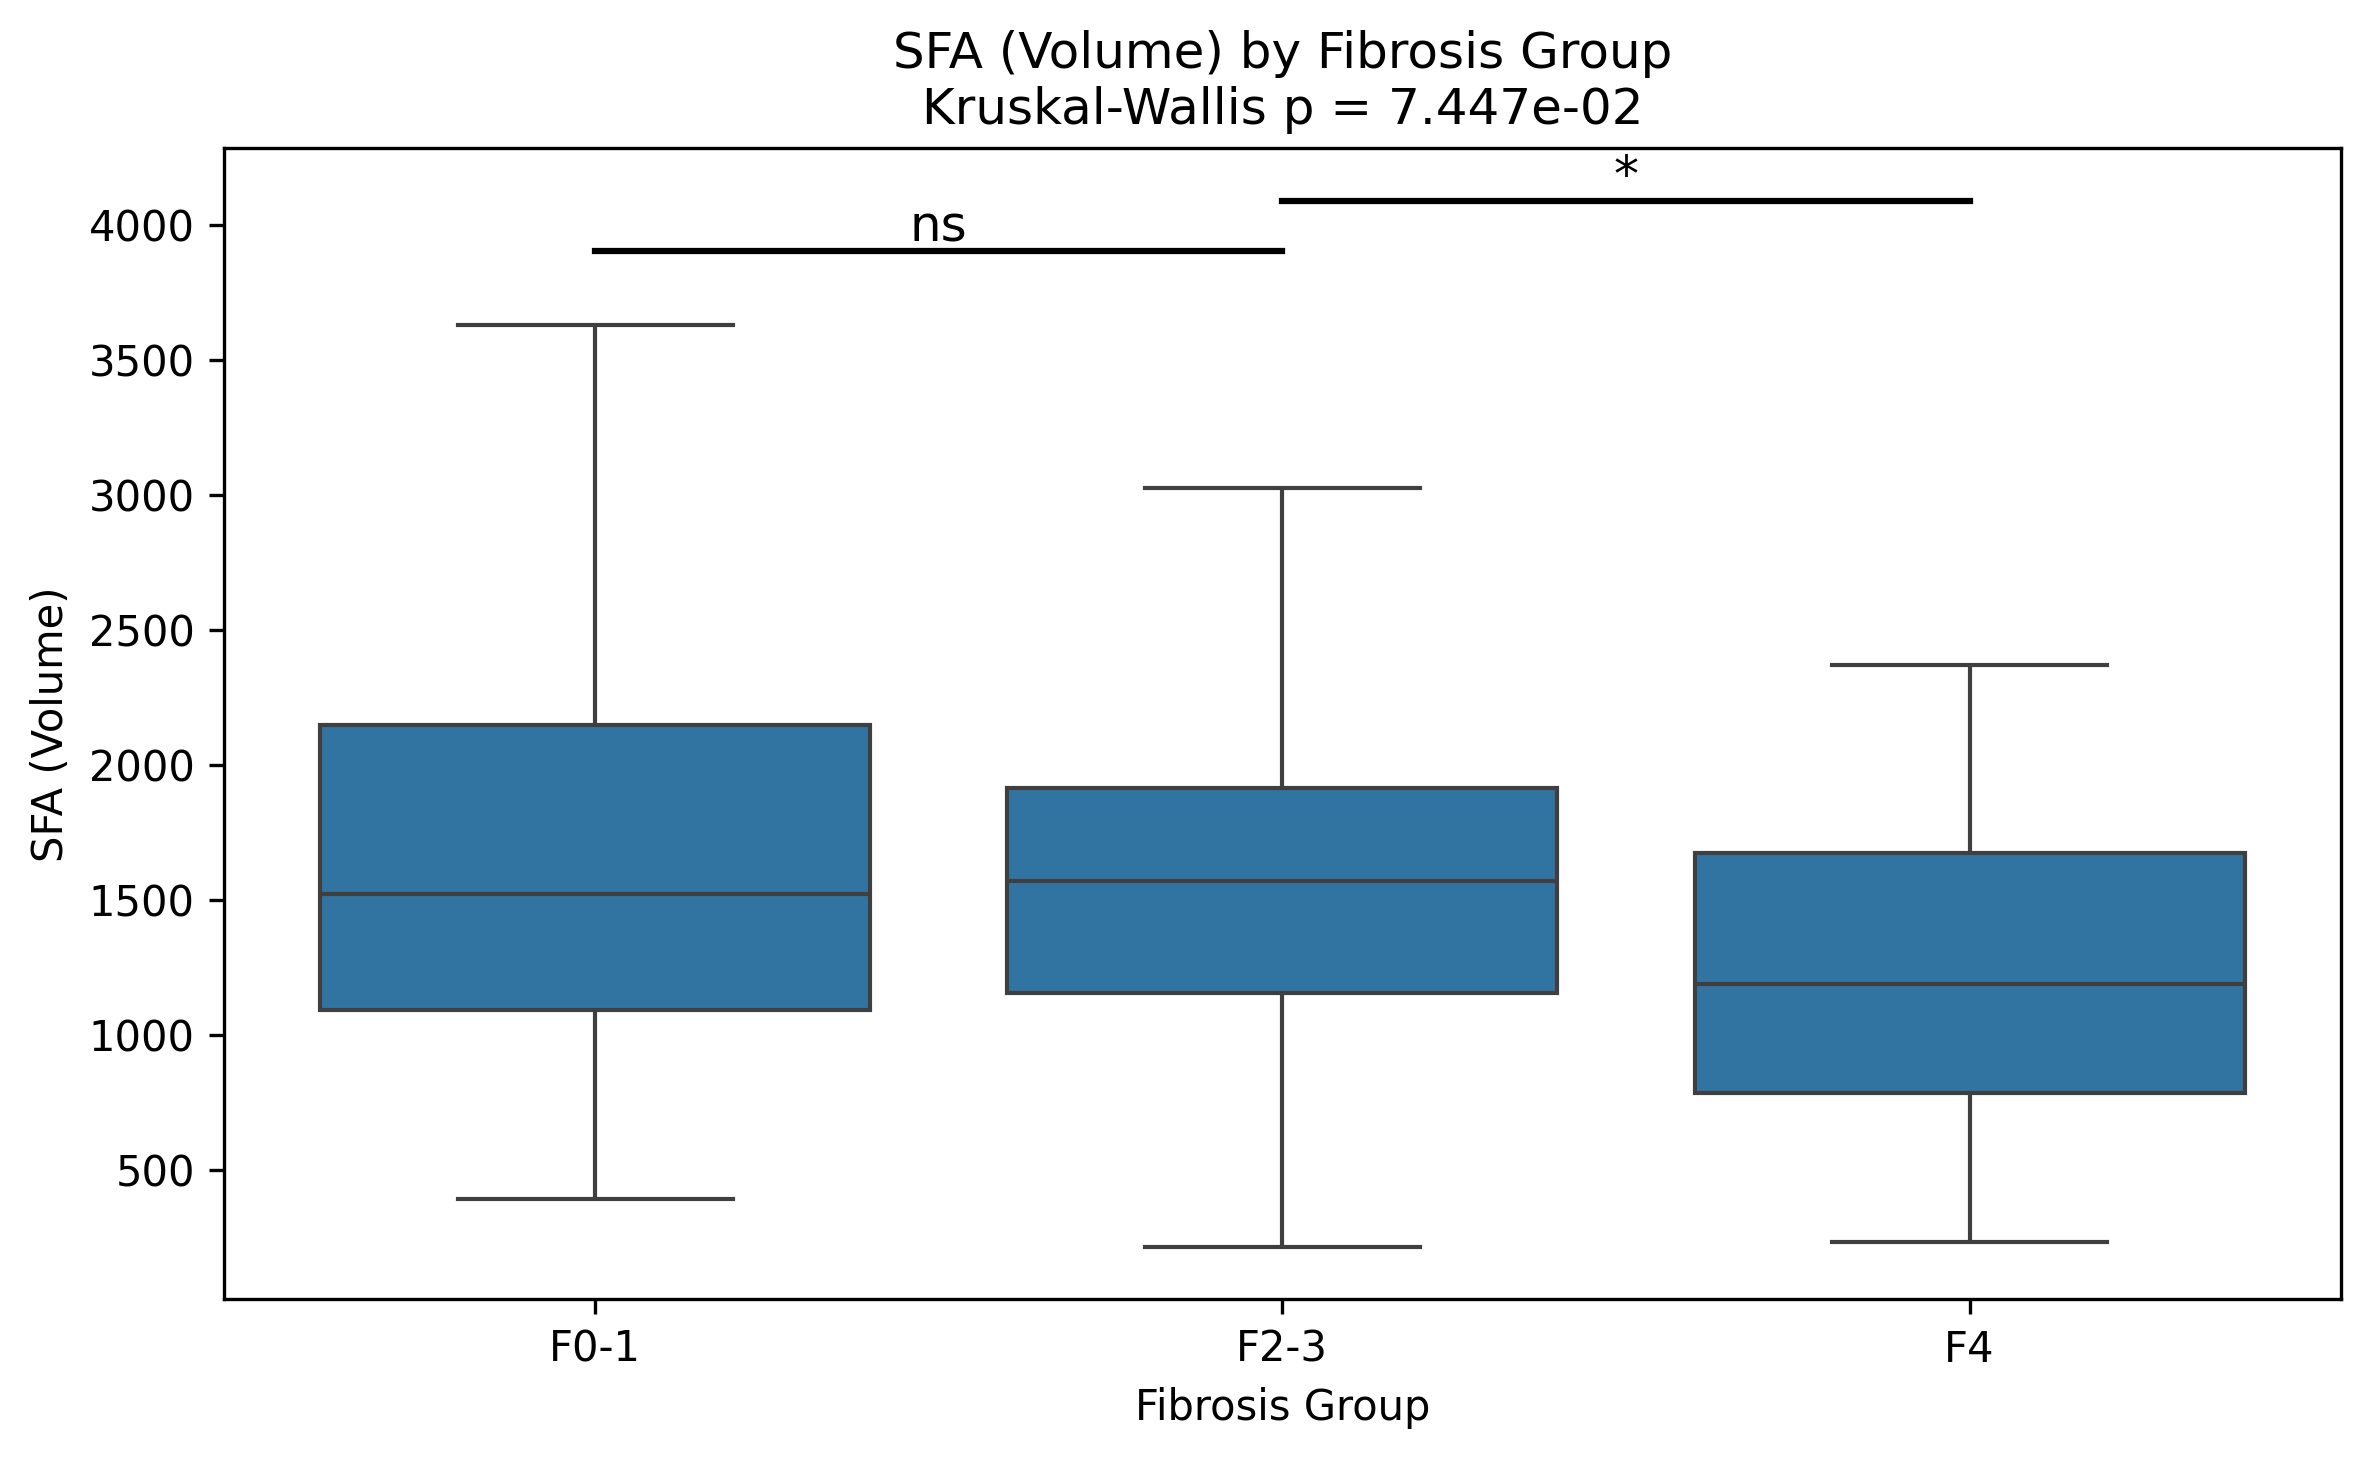 SFA (Volume) by Fibrosis Group
Kruskal-Wallis p = 7.447e-02
*
ns
4000
3500
3000
2500
2000
1500
1000
500
SFA (Volume)
F0-1
F2-3
F4
Fibrosis Group